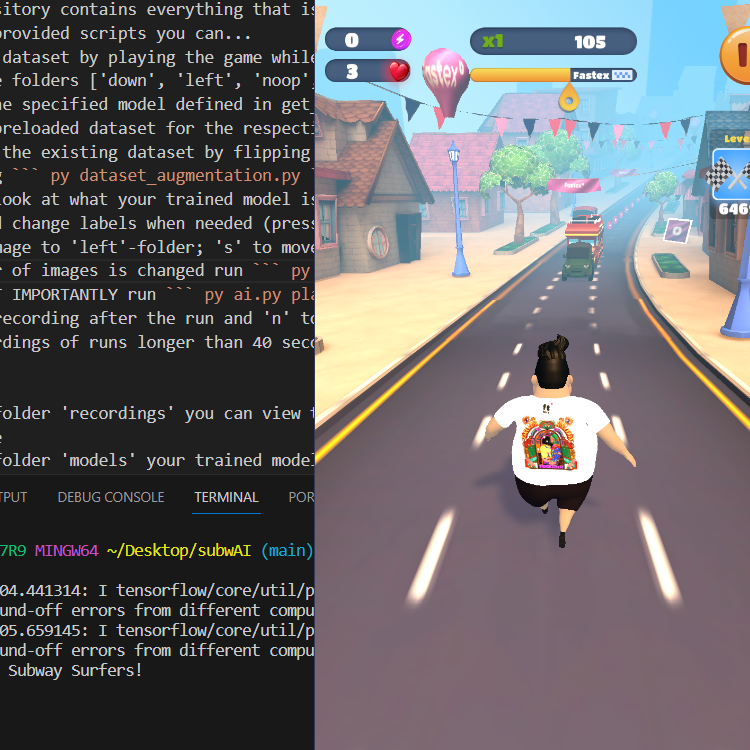 sitory contains everything that is
provided scripts you can...
dataset by playing the game while
e folders ['down', 'left', 'noop',
he specified model defined in get_
preloaded dataset for the respecti
the existing dataset by flipping
g ``` py dataset_augmentation.py `
look at what your trained model is
d change labels when needed (press
mage to 'left'-folder; 's' to move
r of images is changed run ``` py
T IMPORTANTLY run ``` py ai.py pla
recording after the run and 'n' to
rdings of runs longer than 40 seco
folder 'recordings' you can view t
e
folder 'models' your trained model
TPUT DEBUG CONSOLE TERMINAL POR
7R9 MINGW64 ~/Desktop/subwAI (main)
04.441314: I tensorflow/core/util/p
und-off errors from different compu
05.659145: I tensorflow/core/util/p
und-off errors from different compu
Subway Surfers!
0
x1 105
3
Fastex
astex
Fastex
Leve
646